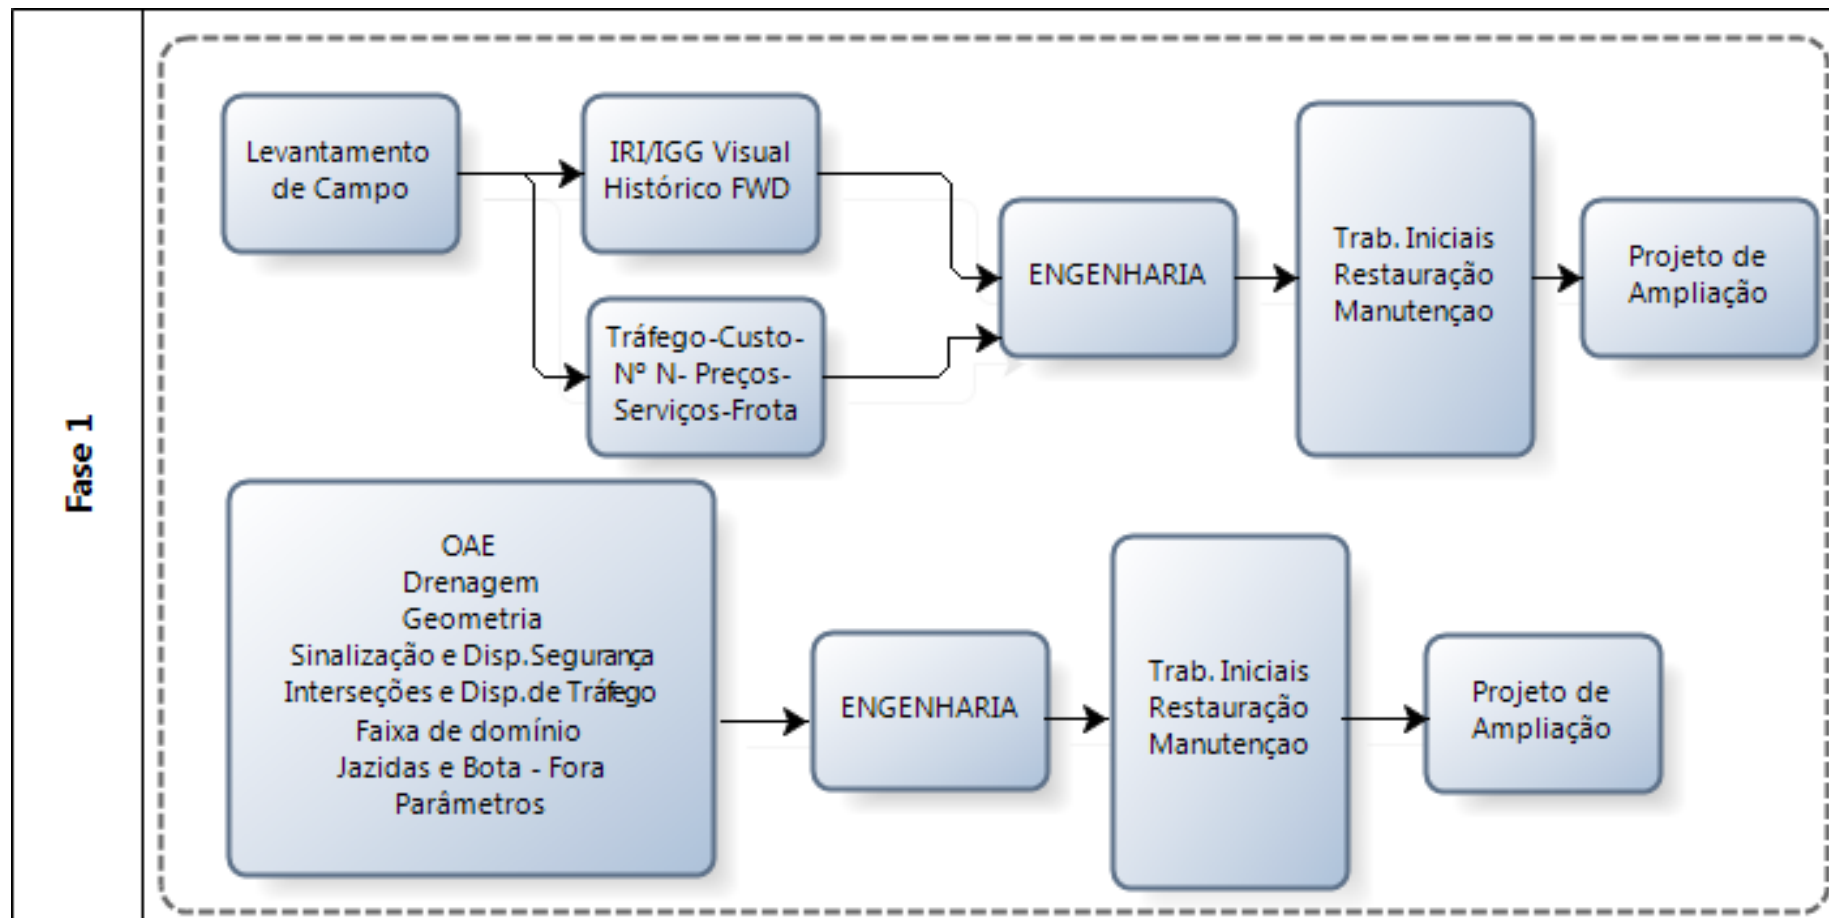 Fase 1
Levantamento
de Campo
IRI/IGG Visual
Histórico FWD
Tráfego-Custo-
Nº N- Preços-
Serviços-Frota
ENGENHARIA
Trab. Iniciais
Restauração
Manutençao
Projeto de
Ampliação
OAE
Drenagem
Geometria
Sinalização e Disp.Segurança
Interseções e Disp.de Tráfego
Faixa de domínio
Jazidas e Bota - Fora
Parâmetros
ENGENHARIA
Trab. Iniciais
Restauração
Manutençao
Projeto de
Ampliação